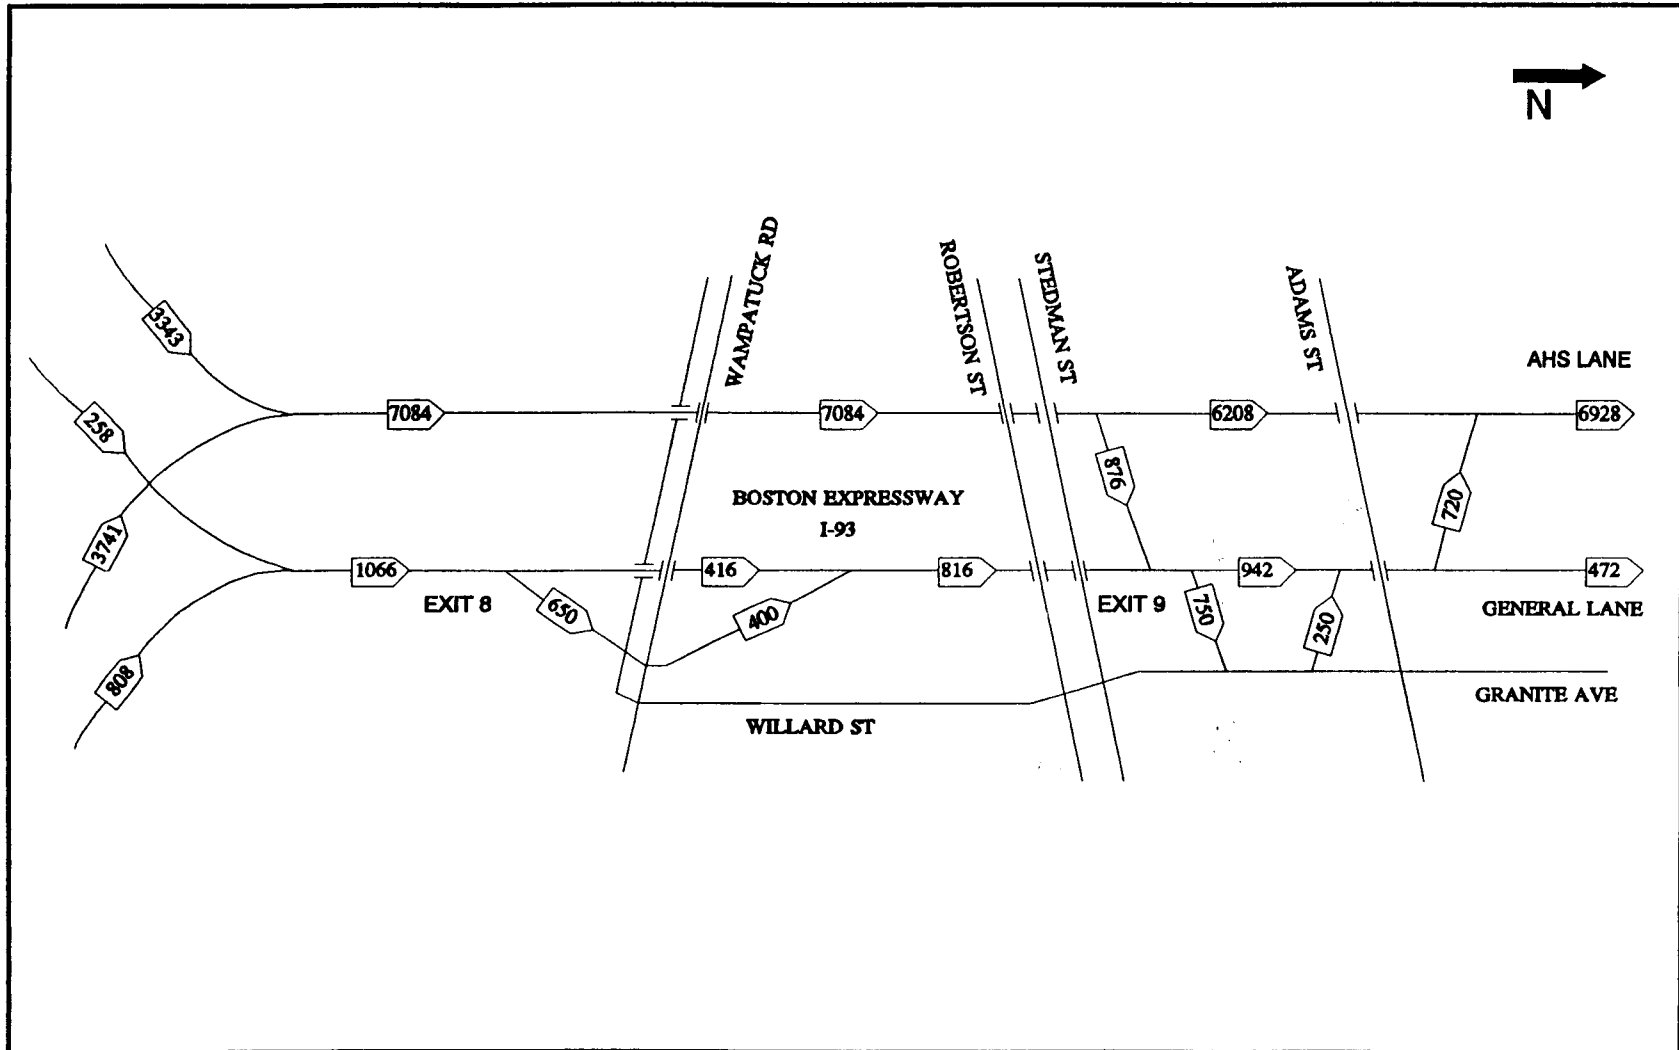 N
WAMPATUCK RD
ROBERTSON ST
STEDMAN ST
ADAMS ST
AHS LANE
3343
7084
7084
6208
6928
258
876
720
BOSTON EXPRESSWAY
I-93
3741
1066
416
816
942
472
EXIT 8
650
400
EXIT 9
750
250
GENERAL LANE
808
GRANITE AVE
WILLARD ST